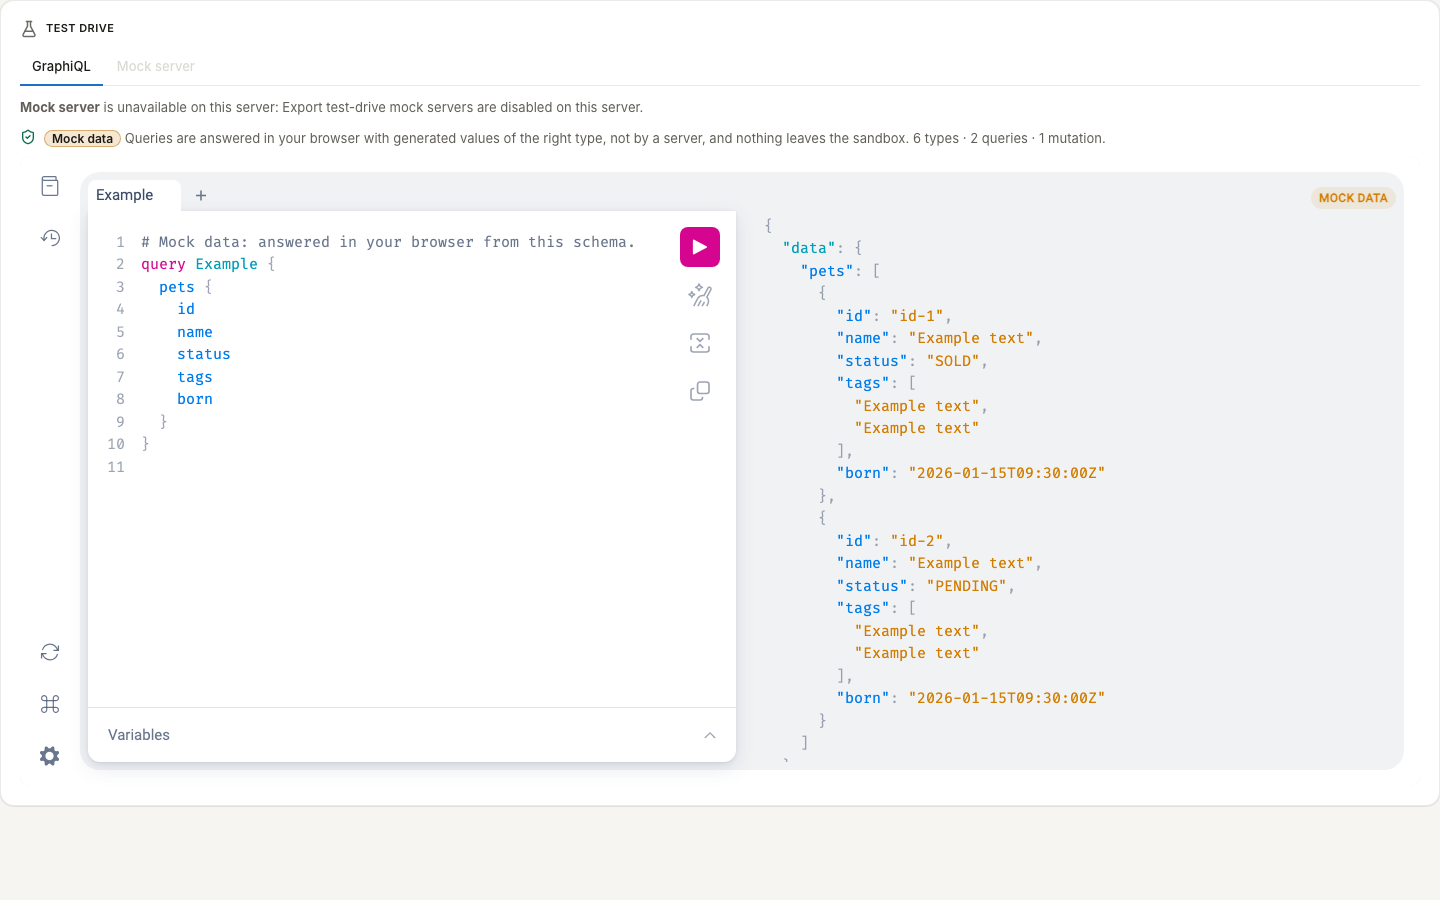 TEST DRIVE
GraphiQL
Mock server
Mock server is unavailable on this server: Export test-drive mock servers are disabled on this server.
Mock data Queries are answered in your browser with generated values of the right type, not by a server, and nothing leaves the sandbox. 6 types · 2 queries · 1 mutation.
Example
+
1 # Mock data: answered in your browser from this schema.
2 query Example {
3 pets {
4 id
5 name
6 status
7 tags
8 born
9 }
10 }
11
Variables
MOCK DATA
{
"data": {
"pets": [
{
"id": "id-1",
"name": "Example text",
"status": "SOLD",
"tags": [
"Example text",
"Example text"
],
"born": "2026-01-15T09:30:00Z"
},
{
"id": "id-2",
"name": "Example text",
"status": "PENDING",
"tags": [
"Example text",
"Example text"
],
"born": "2026-01-15T09:30:00Z"
}
]